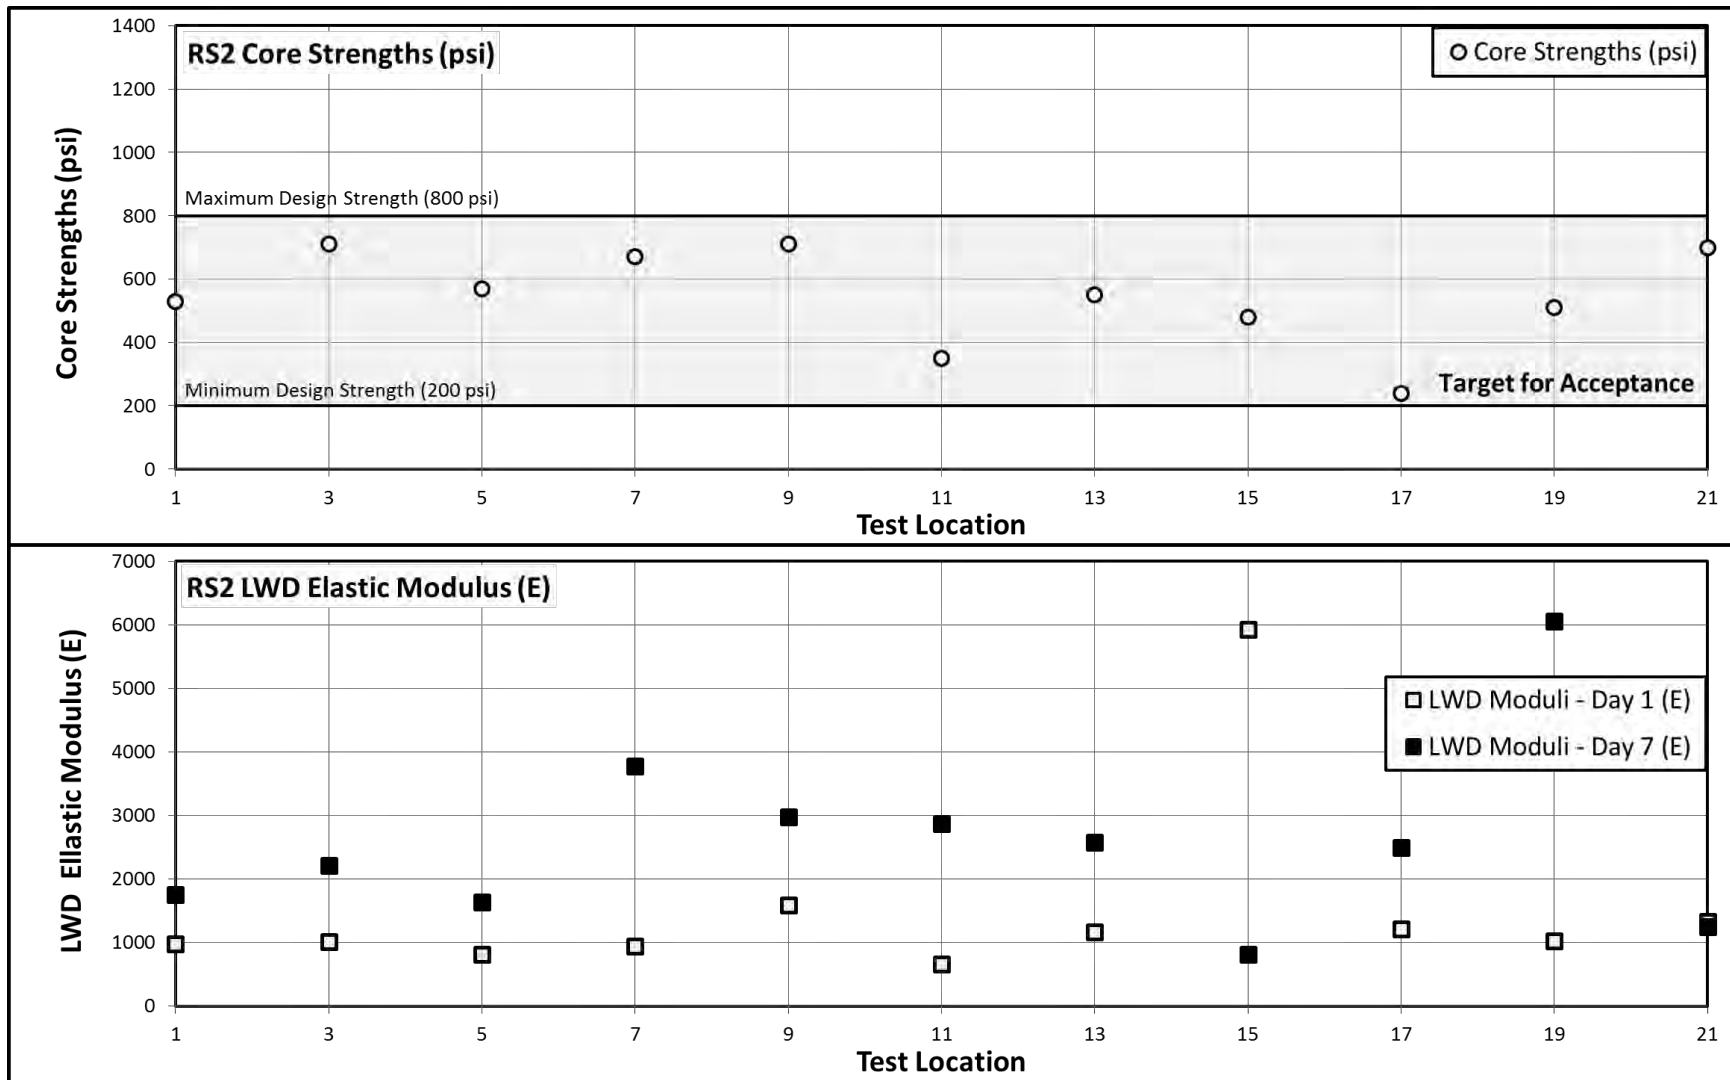 1400
RS2 Core Strengths (psi)
Core Strengths (psi)
1200
1000
Maximum Design Strength (800 psi)
800
600
400
Minimum Design Strength (200 psi)
Target for Acceptance
200
0
Core Strengths (psi)
1 3 5 7 9 11 13 15 17 19 21
Test Location
7000
RS2 LWD Elastic Modulus (E)
6000
5000
LWD Moduli - Day 1 (E)
LWD Moduli - Day 7 (E)
4000
3000
2000
1000
0
LWD Ellastic Modulus (E)
1 3 5 7 9 11 13 15 17 19 21
Test Location